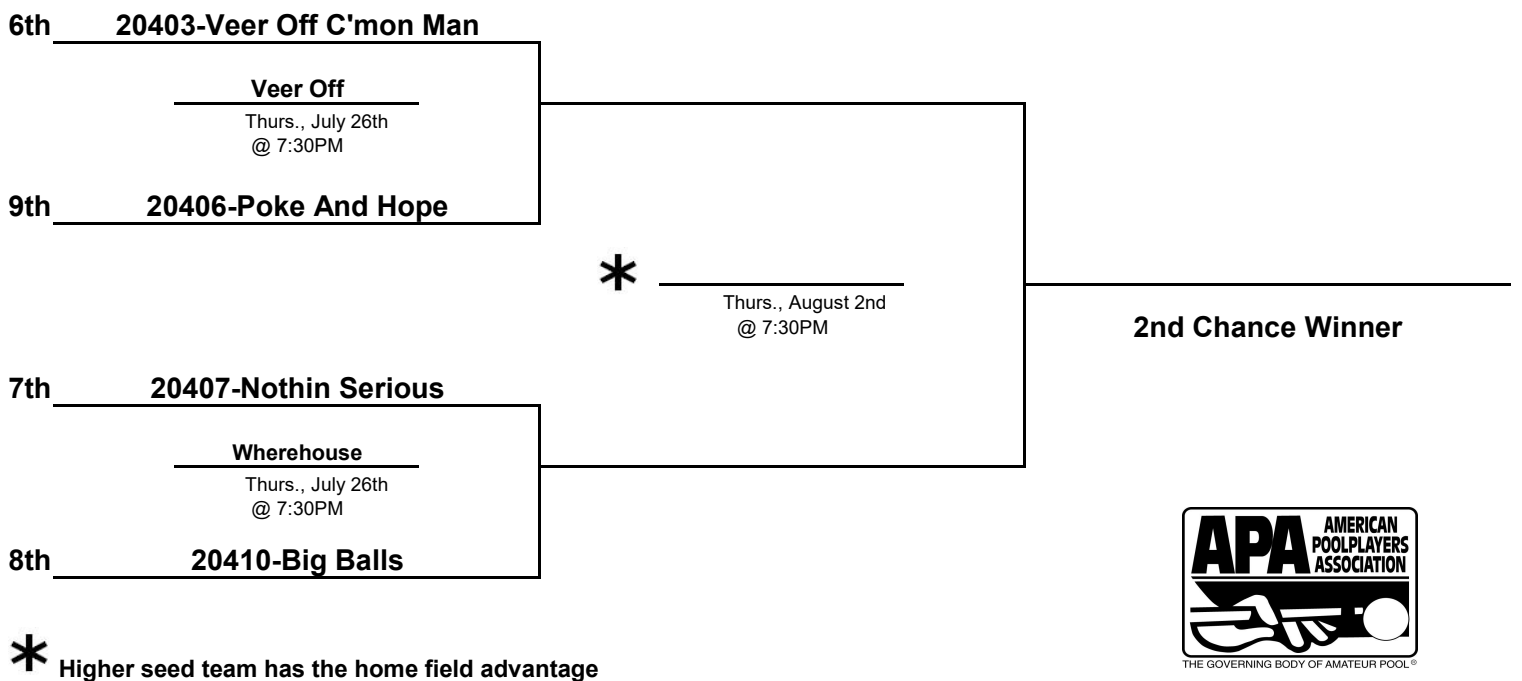 6th 20403-Veer Off C'mon Man
Veer Off
Thurs., July 26th
@ 7:30PM
9th 20406-Poke And Hope
*
Thurs., August 2nd
@ 7:30PM
2nd Chance Winner
7th 20407-Nothin Serious
Wherehouse
Thurs., July 26th
@ 7:30PM
8th 20410-Big Balls
* Higher seed team has the home field advantage
APA
AMERICAN
POOLPLAYERS
ASSOCIATION
THE GOVERNING BODY OF AMATEUR POOL®